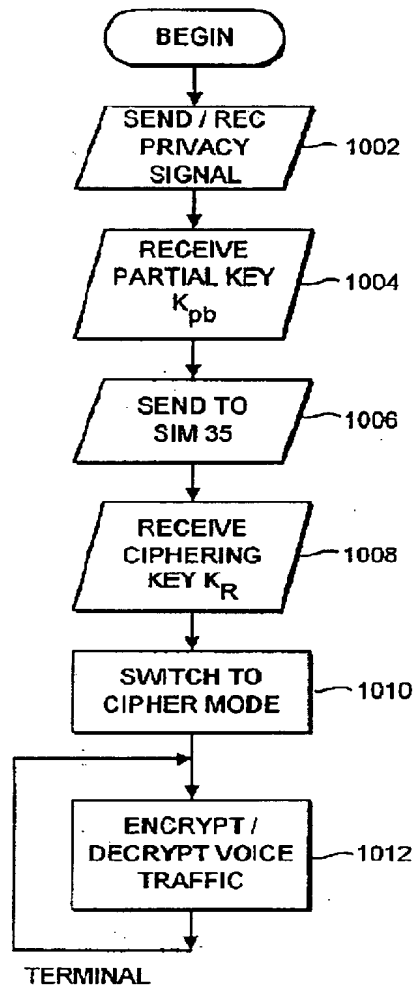 BEGIN
SEND / REC
PRIVACY
SIGNAL
1002
RECEIVE
PARTIAL KEY
Kpb
1004
SEND TO
SIM 35
1006
RECEIVE
CIPHERING
KEY KR
1008
SWITCH TO
CIPHER MODE
1010
ENCRYPT /
DECRYPT VOICE
TRAFFIC
1012
TERMINAL